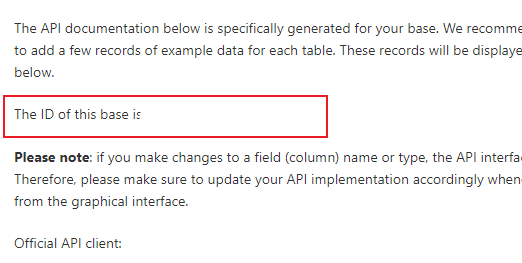 The API documentation below is specifically generated for your base. We recomme
to add a few records of example data for each table. These records will be displaye
below.
The ID of this base is
Please note: if you make changes to a field (column) name or type, the API interfa
Therefore, please make sure to update your API implementation accordingly when
from the graphical interface.
Official API client: